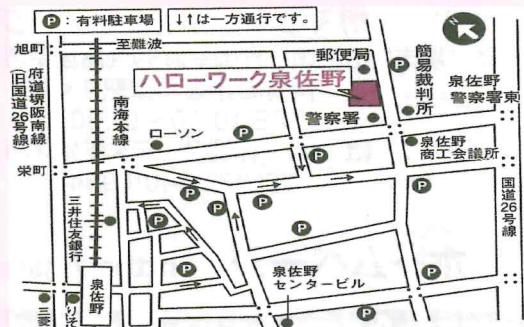 P：有料駐車場
↓↑は一方通行です。
旭町
至難波
郵便局
簡易裁判所
ハローワーク泉佐野
泉佐野
警察署東
府道堺阪南線
(旧国道26号線)
南海本線
ローソン
P
警察署
泉佐野
商工会議所
栄町
国道26号線
三井住友銀行
泉佐野
泉佐野
センタービル
三菱
りそ